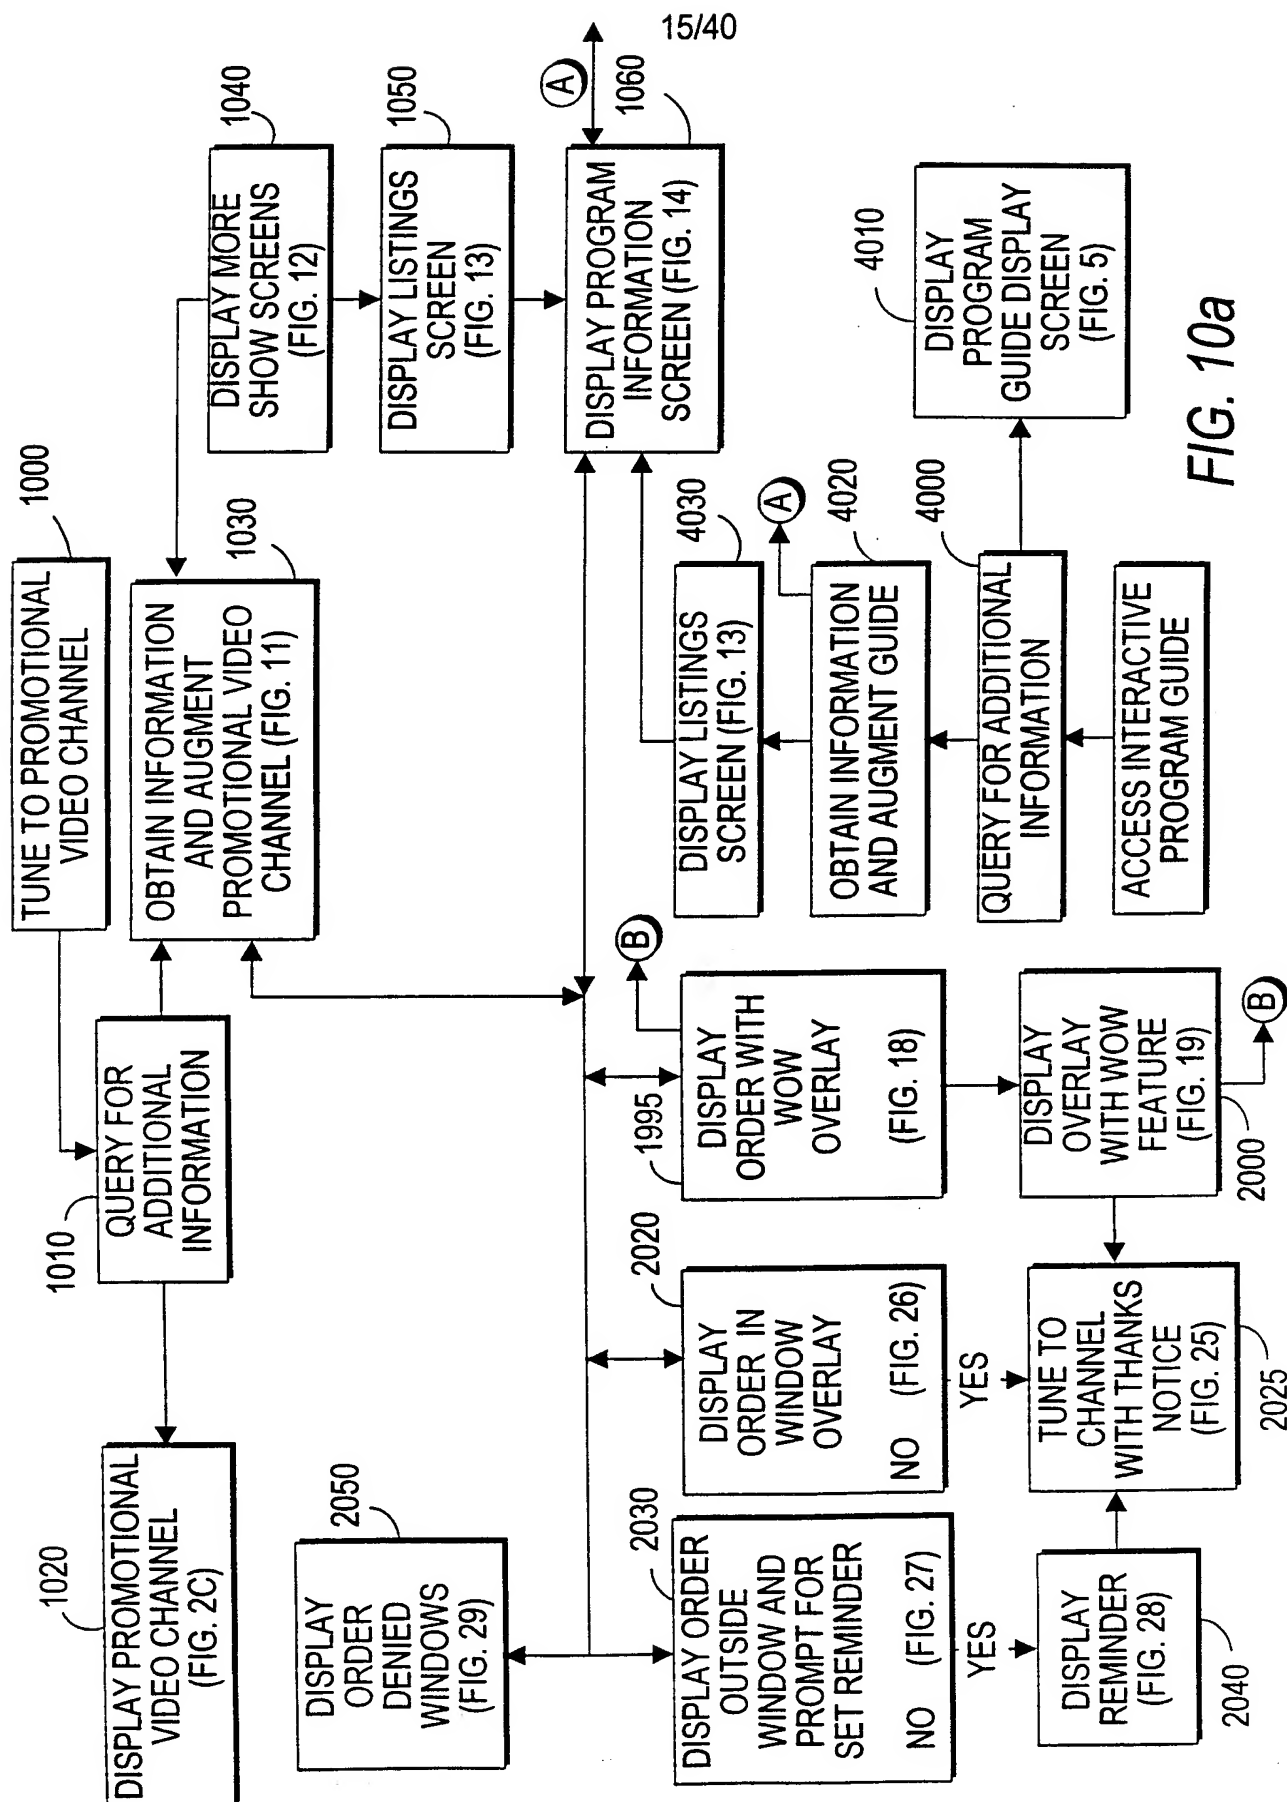 15/40
TUNE TO PROMOTIONAL
VIDEO CHANNEL
1000
1010
QUERY FOR
ADDITIONAL
INFORMATION
1020
DISPLAY PROMOTIONAL
VIDEO CHANNEL
(FIG. 2C)
OBTAIN INFORMATION
AND AUGMENT
PROMOTIONAL VIDEO
CHANNEL (FIG. 11)
1030
DISPLAY MORE
SHOW SCREENS
(FIG. 12)
1040
DISPLAY LISTINGS
SCREEN
(FIG. 13)
1050
DISPLAY PROGRAM
INFORMATION
SCREEN (FIG. 14)
1060
A
DISPLAY
ORDER
DENIED
WINDOWS
(FIG. 29)
2050
DISPLAY ORDER
OUTSIDE
WINDOW AND
PROMPT FOR
SET REMINDER
NO (FIG. 27)
2030
YES
DISPLAY
REMINDER
(FIG. 28)
2040
DISPLAY
ORDER IN
WINDOW
OVERLAY
NO (FIG. 26)
2020
YES
TUNE TO
CHANNEL
WITH THANKS
NOTICE
(FIG. 25)
2025
DISPLAY
ORDER WITH
WOW
OVERLAY
(FIG. 18)
1995
B
DISPLAY
OVERLAY
WITH WOW
FEATURE
(FIG. 19)
2000
B
DISPLAY LISTINGS
SCREEN (FIG. 13)
4030
A
OBTAIN INFORMATION
AND AUGMENT GUIDE
4020
QUERY FOR ADDITIONAL
INFORMATION
4000
ACCESS INTERACTIVE
PROGRAM GUIDE
DISPLAY
PROGRAM
GUIDE DISPLAY
SCREEN
(FIG. 5)
4010
FIG. 10a